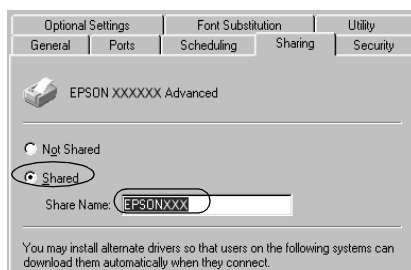 Optional Settings Font Substitution Utility
General Ports Scheduling Sharing Security
EPSON XXXXXX Advanced
Not Shared
Shared
Share Name: EPSONXXX
You may install alternate drivers so that users on the following systems can
download them automatically when they connect.